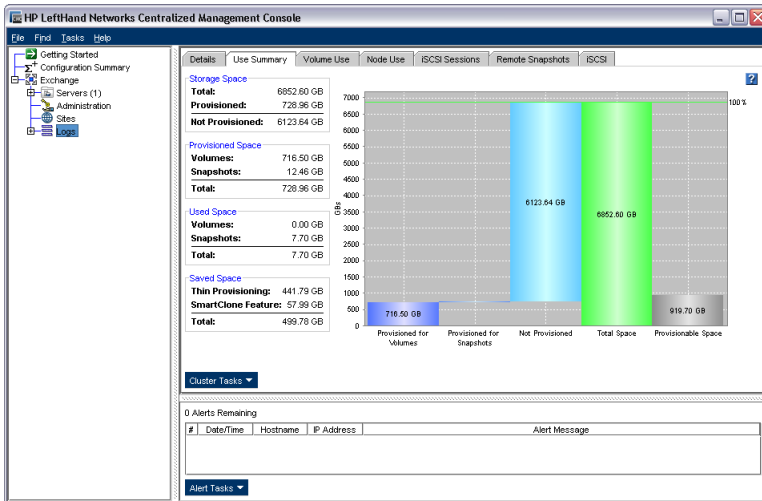 HP LeftHand Networks Centralized Management Console
File Find Tasks Help
Getting Started
Configuration Summary
Exchange
Servers (1)
Administration
Sites
Logs
Details Use Summary Volume Use Node Use iSCSI Sessions Remote Snapshots iSCSI
?
Storage Space
Total: 6852.60 GB
Provisioned: 728.96 GB
Not Provisioned: 6123.64 GB
Provisioned Space
Volumes: 716.50 GB
Snapshots: 12.46 GB
Total: 728.96 GB
Used Space
Volumes: 0.00 GB
Snapshots: 7.70 GB
Total: 7.70 GB
Saved Space
Thin Provisioning: 441.79 GB
SmartClone Feature: 57.99 GB
Total: 499.78 GB
GBs
7000
6500
6000
5500
5000
4500
4000
3500
3000
2500
2000
1500
1000
500
0
100 %
716.50 GB
6123.64 GB
6852.60 GB
919.70 GB
Provisioned for Volumes
Provisioned for Snapshots
Not Provisioned
Total Space
Provisionable Space
Cluster Tasks
0 Alerts Remaining
# Date/Time Hostname IP Address Alert Message
Alert Tasks